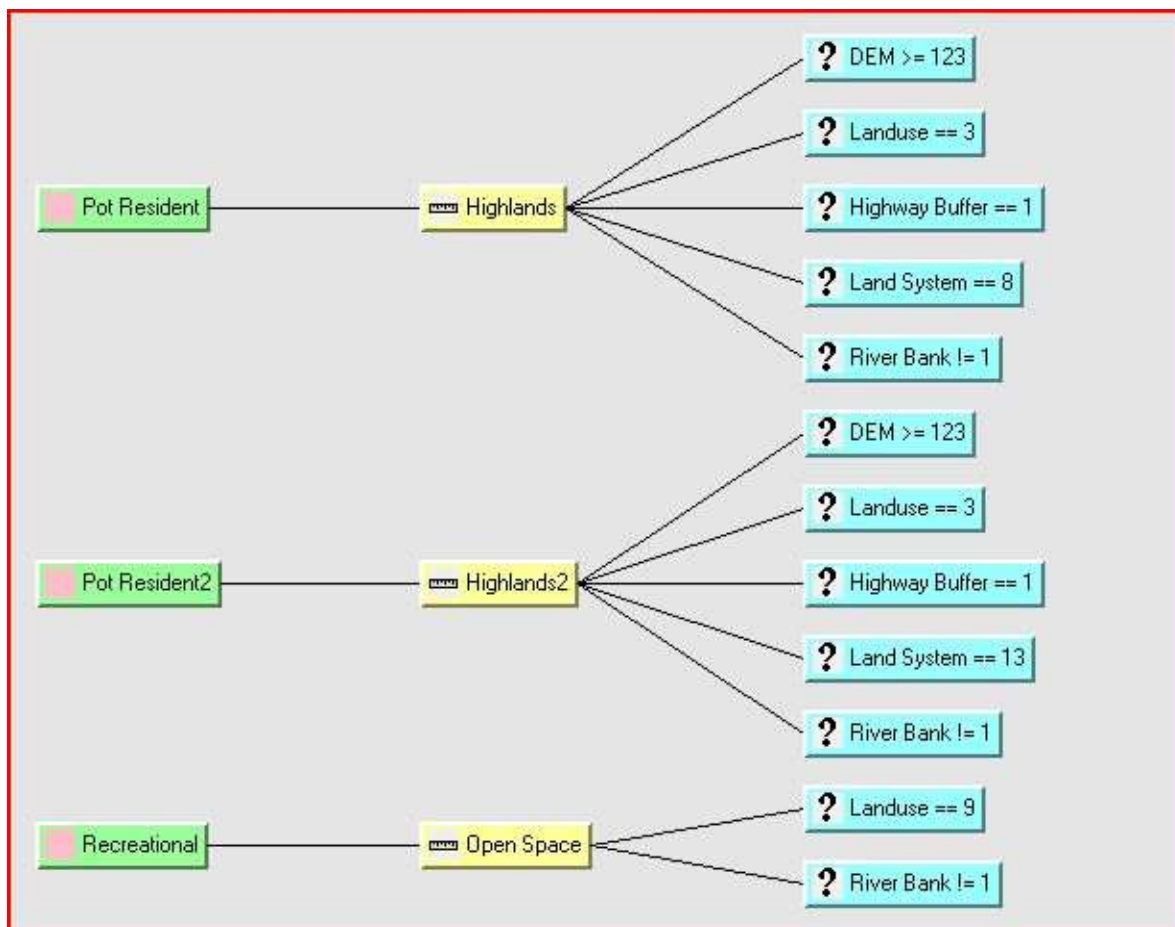 DEM >= 123
Landuse == 3
Pot Resident
Highlands
Highway Buffer == 1
Land System == 8
River Bank != 1
DEM >= 123
Landuse == 3
Pot Resident2
Highlands2
Highway Buffer == 1
Land System == 13
River Bank != 1
Landuse == 9
Recreational
Open Space
River Bank != 1